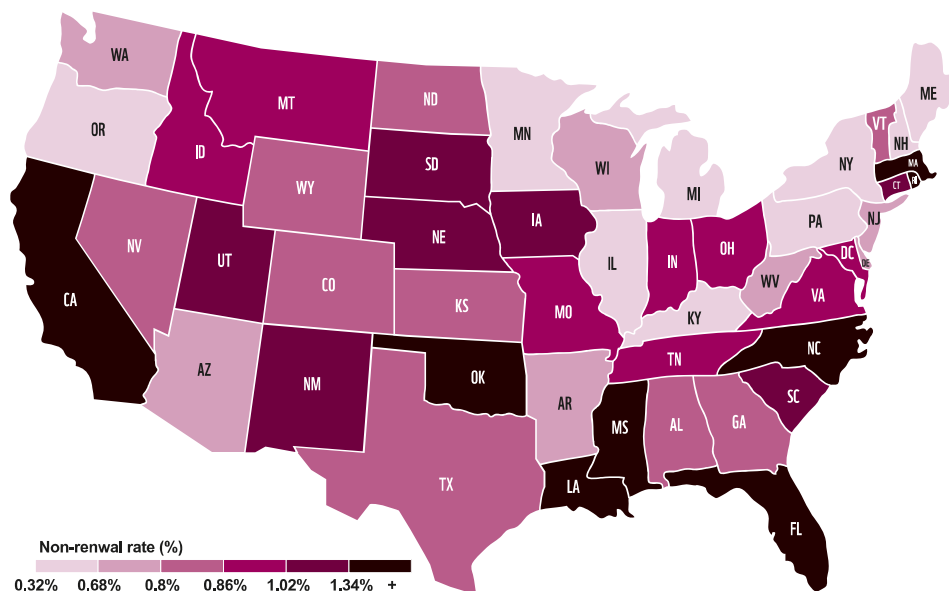 WA
OR
CA
ID
NV
UT
AZ
MT
WY
CO
NM
ND
SD
NE
KS
OK
TX
MN
IA
MO
AR
LA
WI
IL
MS
MI
IN
KY
TN
AL
OH
WV
VA
NC
SC
GA
FL
PA
NY
NJ
DE
DC
CT
RI
MA
VT
NH
ME
Non-renwal rate (%)
0.32% 0.68% 0.8% 0.86% 1.02% 1.34% +